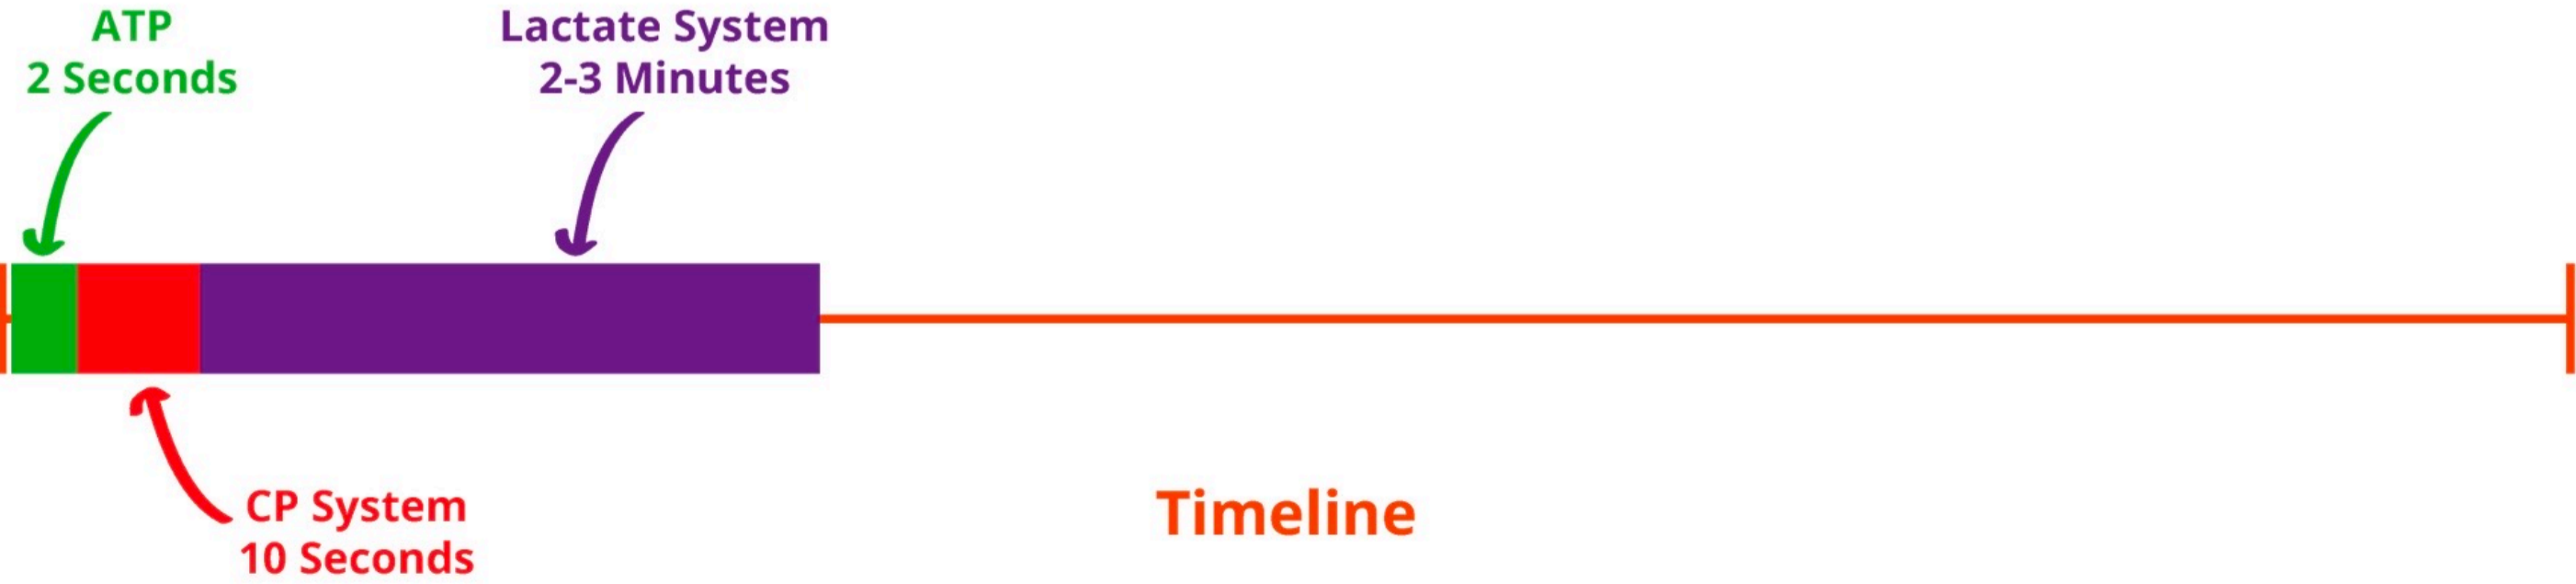 ATP
2 Seconds
Lactate System
2-3 Minutes
CP System
10 Seconds
Timeline